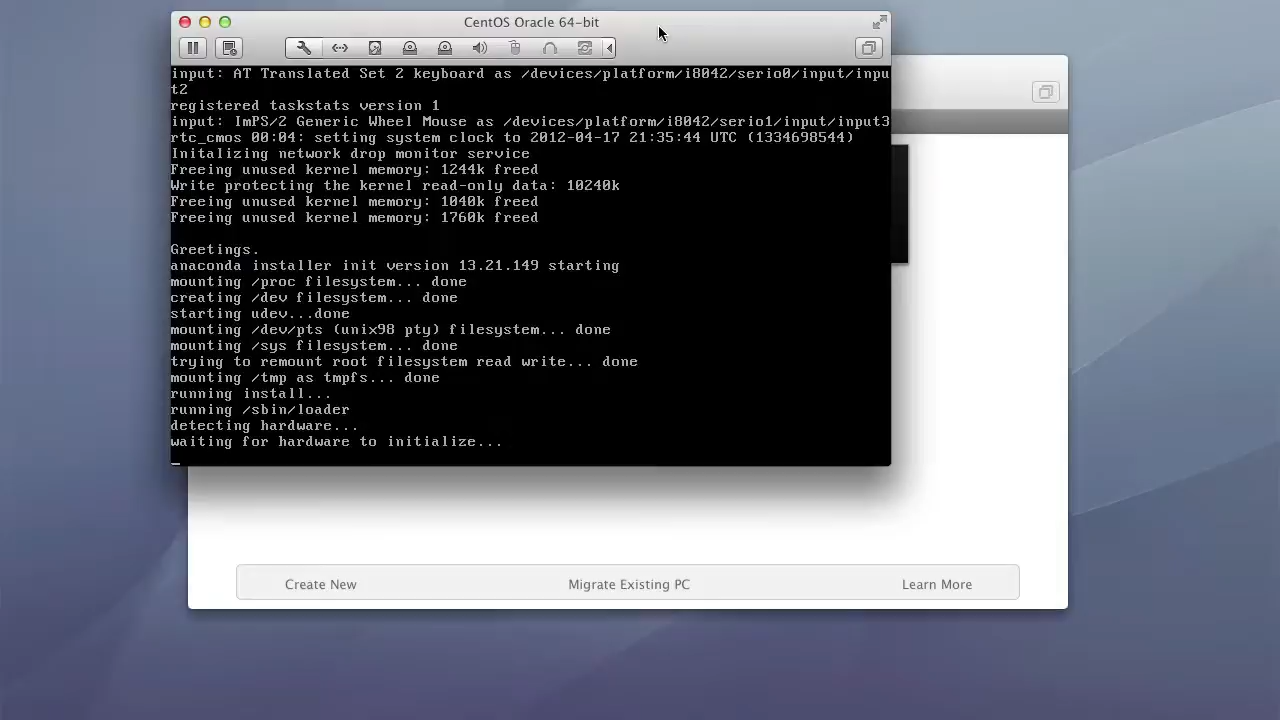 CentOS Oracle 64-bit
input: AT Translated Set 2 keyboard as /devices/platform/i8042/serio0/input/inpu
t2
registered taskstats version 1
input: ImPS/2 Generic Wheel Mouse as /devices/platform/i8042/serio1/input/input3
rtc_cmos 00:04: setting system clock to 2012-04-17 21:35:44 UTC (1334698544)
Initalizing network drop monitor service
Freeing unused kernel memory: 1244k freed
Write protecting the kernel read-only data: 10240k
Freeing unused kernel memory: 1040k freed
Freeing unused kernel memory: 1760k freed
Greetings.
anaconda installer init version 13.21.149 starting
mounting /proc filesystem... done
creating /dev filesystem... done
starting udev...done
mounting /dev/pts (unix98 pty) filesystem... done
mounting /sys filesystem... done
trying to remount root filesystem read write... done
mounting /tmp as tmpfs... done
running install...
running /sbin/loader
detecting hardware...
waiting for hardware to initialize...
Create New
Migrate Existing PC
Learn More